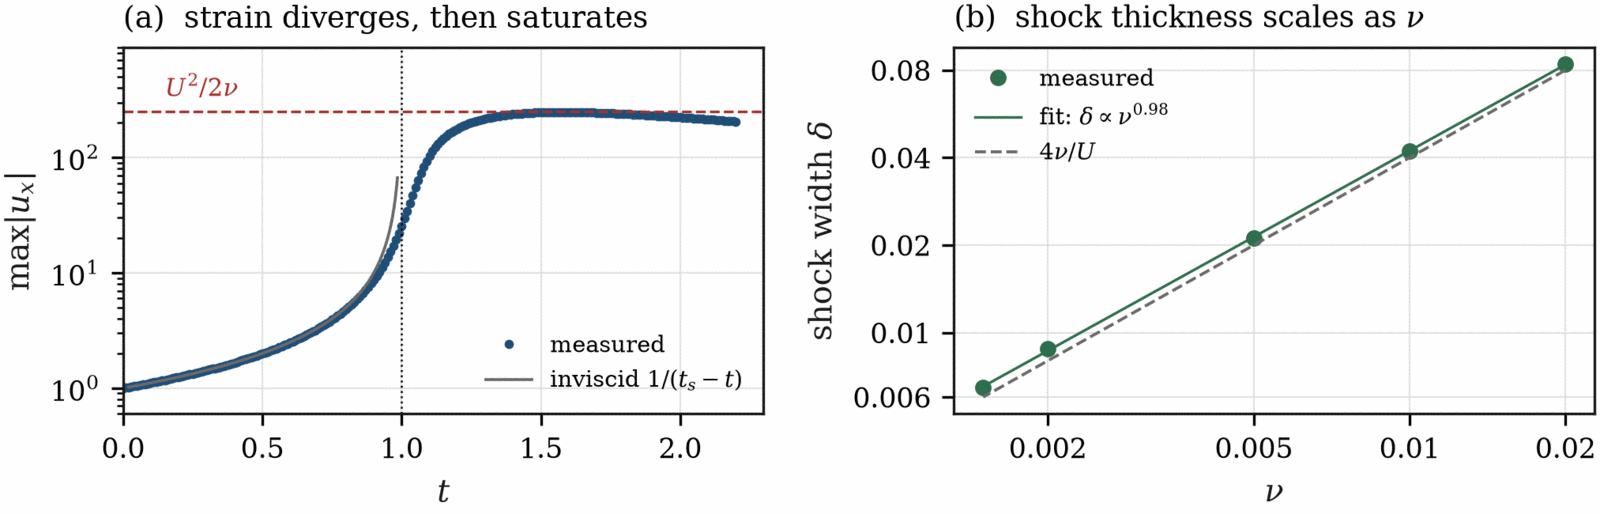 (a) strain diverges, then saturates
max|uₓ|
10²
10¹
10⁰
U²/2ν
measured
inviscid 1/(tₛ − t)
0.0 0.5 1.0 1.5 2.0
t
(b) shock thickness scales as ν
shock width δ
0.08
0.04
0.02
0.01
0.006
measured
fit: δ ∝ ν⁰·⁹⁸
4ν/U
0.002 0.005 0.01 0.02
ν